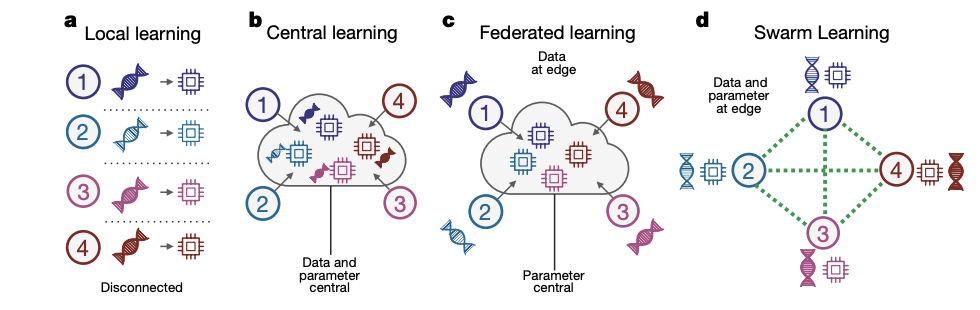 a
Local learning
1
2
3
4
Disconnected
b
Central learning
1
4
2
3
Data and
parameter
central
c
Federated learning
Data
at edge
1
4
2
3
Parameter
central
d
Swarm Learning
Data and
parameter
at edge
1
2
4
3